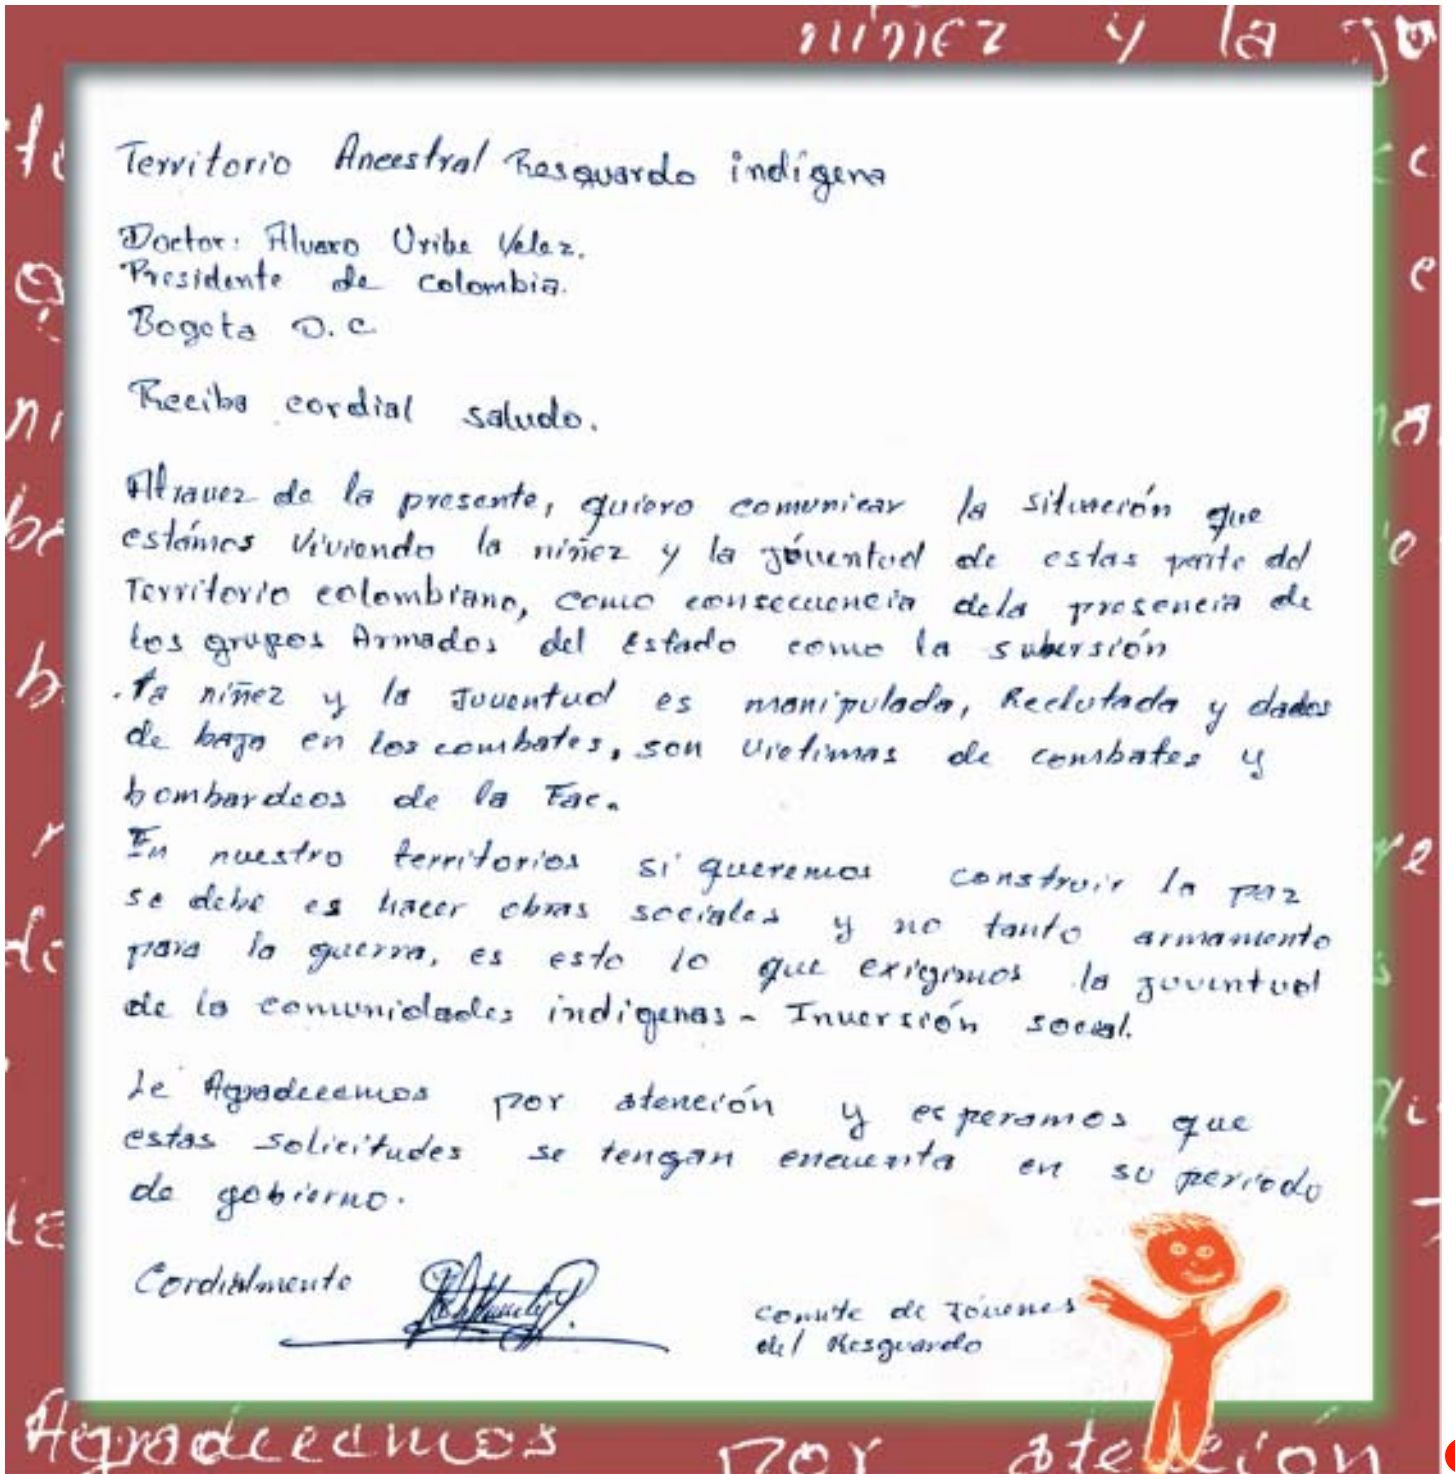 niñez y la ju
Territorio Ancestral Resguardo indígena
Doctor: Alvaro Uribe Velez.
Presidente de Colombia.
Bogota D.C
Reciba cordial saludo.
Atravez de la presente, quiero comunicar la situación que
estámos viviendo la niñez y la jóventud de estas parte del
Territorio colombiano, como consecuencia dela presencia de
los grupos Armados del Estado como la subersión
. La niñez y la Juventud es manipulada, Reclutada y dados
de baja en los combates, son victimas de combates y
bombardeos de la Fac.
En nuestro territorios si queremos construir la paz
se debe es hacer obras sociales y no tanto armamento
para la guerra, es esto lo que exigimos la juventud
de la comunidades indigenas - Inversión social.
Le Agradecemos por atención y esperamos que
estas solicitudes se tengan encuenta en su periodo
de gobierno.
Cordialmente
Comite de Jóvenes
del Resguardo
Agradecemos por atención